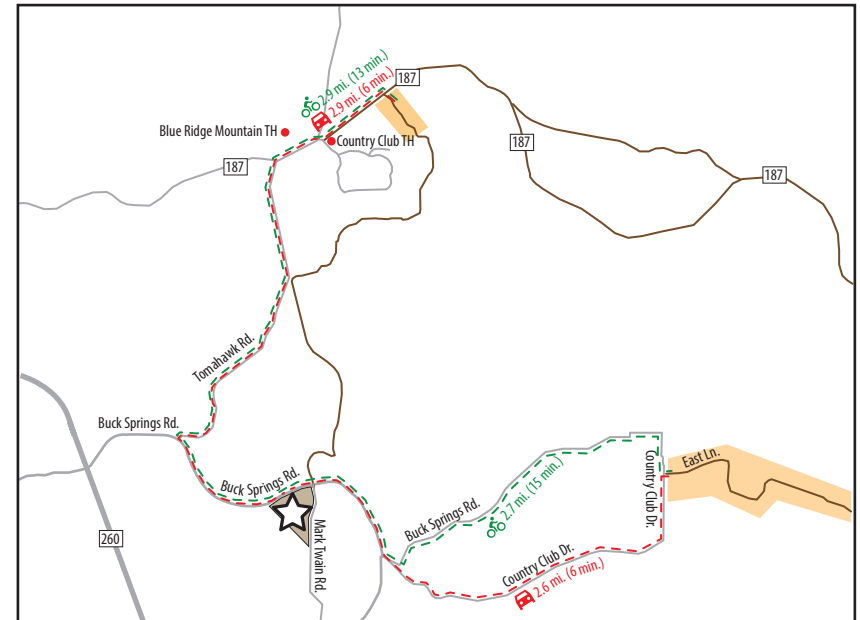 2.9 mi. (13 min.)
2.9 mi. (6 min.)
187
Blue Ridge Mountain TH
Country Club TH
187
187
187
Tomahawk Rd.
Buck Springs Rd.
Buck Springs Rd.
Mark Twain Rd.
260
Buck Springs Rd.
2.7 mi. (15 min.)
Country Club Dr.
East Ln.
Country Club Dr.
2.6 mi. (6 min.)